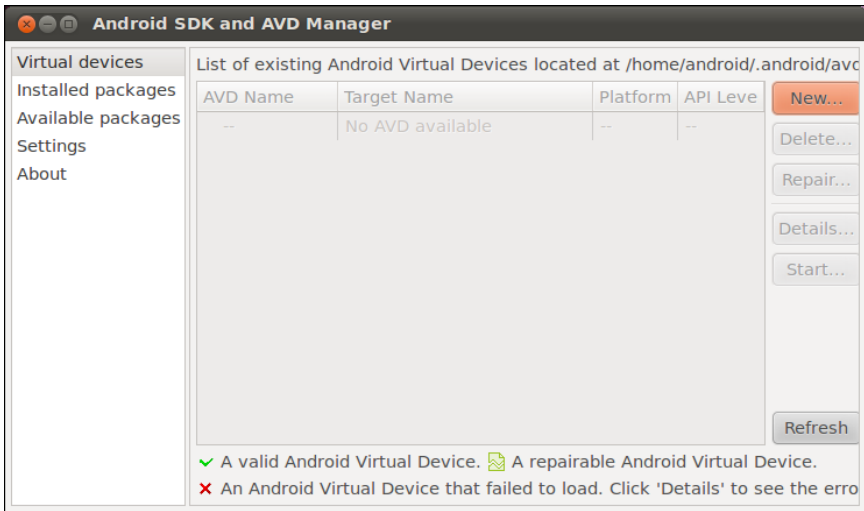 Android SDK and AVD Manager
Virtual devices
Installed packages
Available packages
Settings
About
List of existing Android Virtual Devices located at /home/android/.android/avd
AVD Name Target Name Platform API Leve
-- No AVD available -- --
New...
Delete...
Repair...
Details...
Start...
Refresh
A valid Android Virtual Device. A repairable Android Virtual Device.
An Android Virtual Device that failed to load. Click 'Details' to see the erro